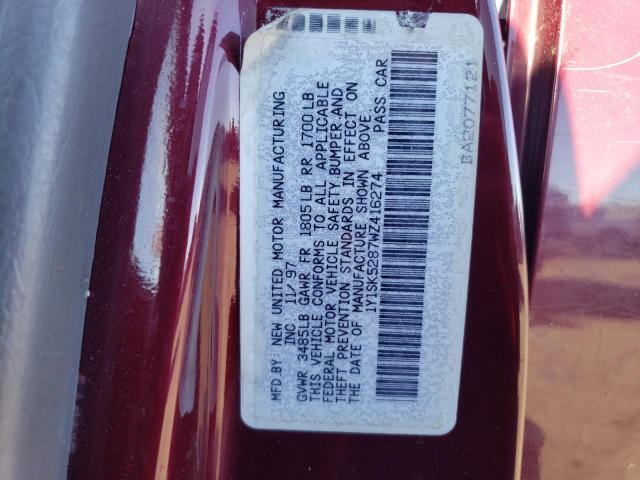 MFD.BY: NEW UNITED MOTOR MANUFACTURING
INC 11/97
GVWR 3485LB GAWR FR 1805LB RR 1700LB
THIS VEHICLE CONFORMS TO ALL APPLICABLE
FEDERAL MOTOR VEHICLE SAFETY BUMPER AND
THEFT PREVENTION STANDARDS IN EFFECT ON
THE DATE OF MANUFACTURE SHOWN ABOVE
1Y1SK5287WZ416274 PASS CAR
BA2077121